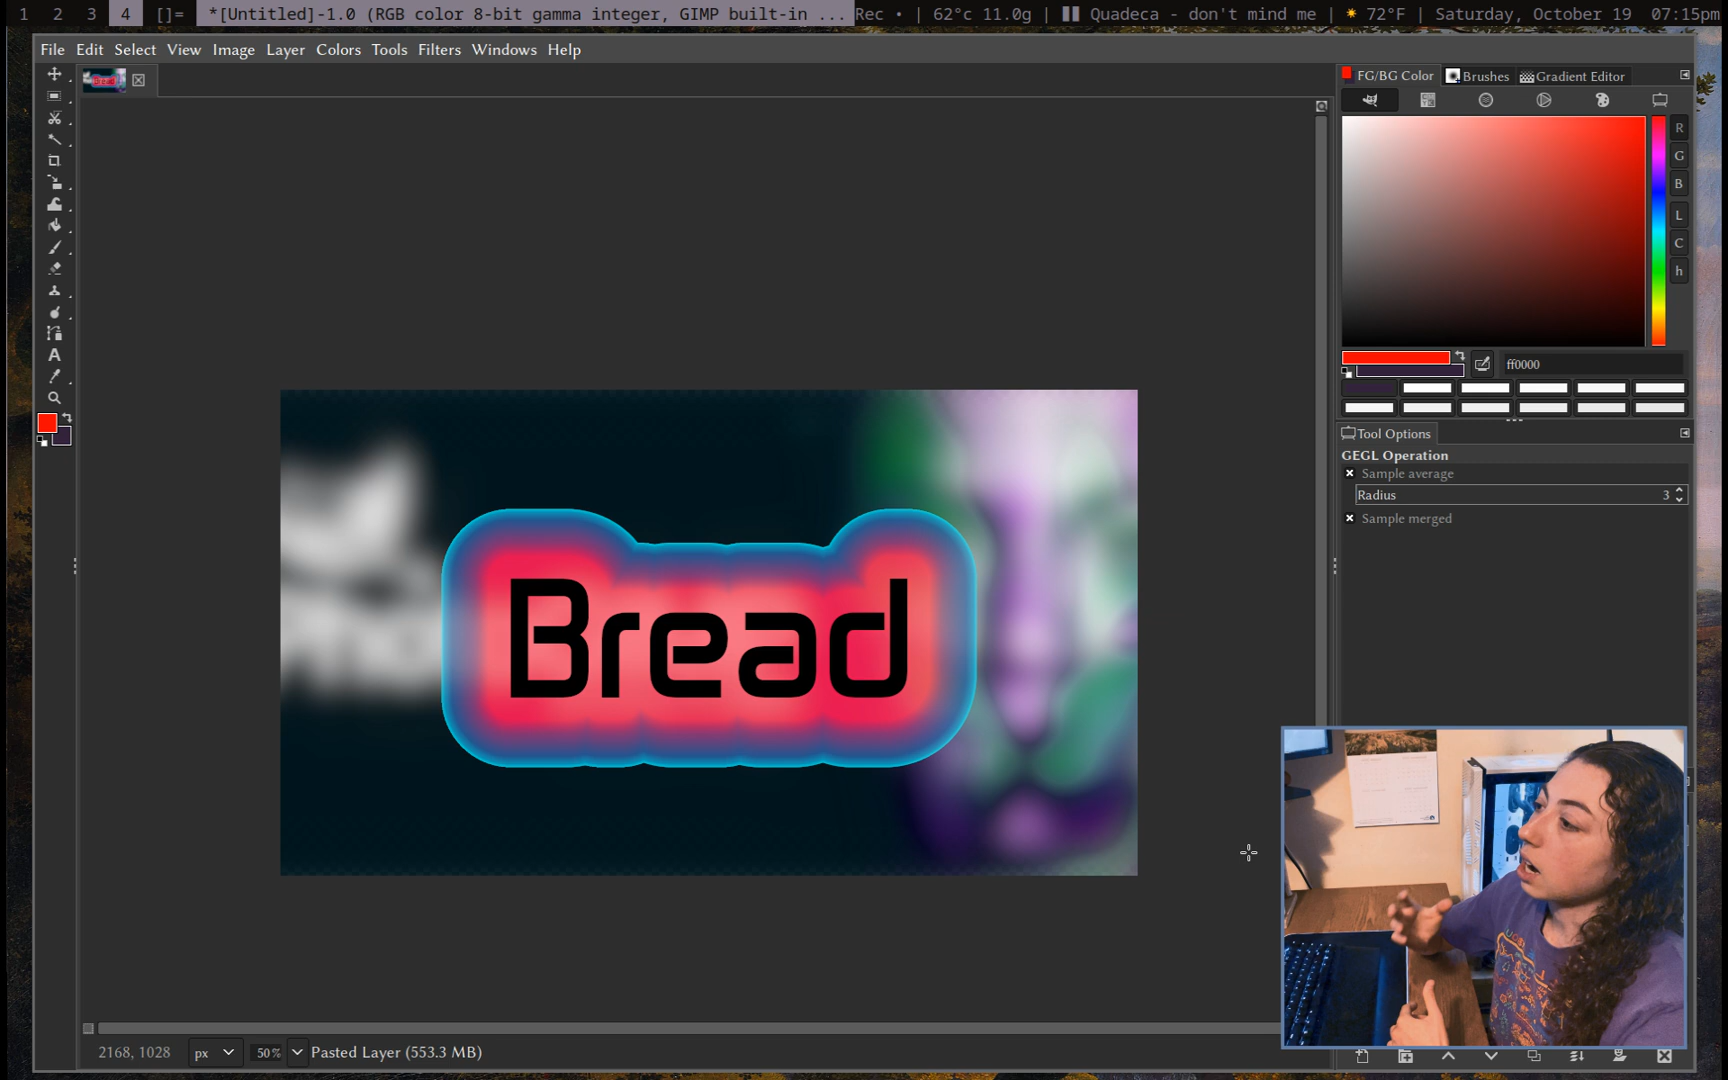 1 2 3 4 []= *[Untitled]-1.0 (RGB color 8-bit gamma integer, GIMP built-in ... Rec • | 62°c 11.0g | Quadeca - don't mind me | 72°F | Saturday, October 19 07:15pm
File Edit Select View Image Layer Colors Tools Filters Windows Help
FG/BG Color Brushes Gradient Editor
R
G
B
L
C
h
ff0000
Tool Options
GEGL Operation
Sample average
Radius 3
Sample merged
Bread
2168, 1028 px 50% Pasted Layer (553.3 MB)